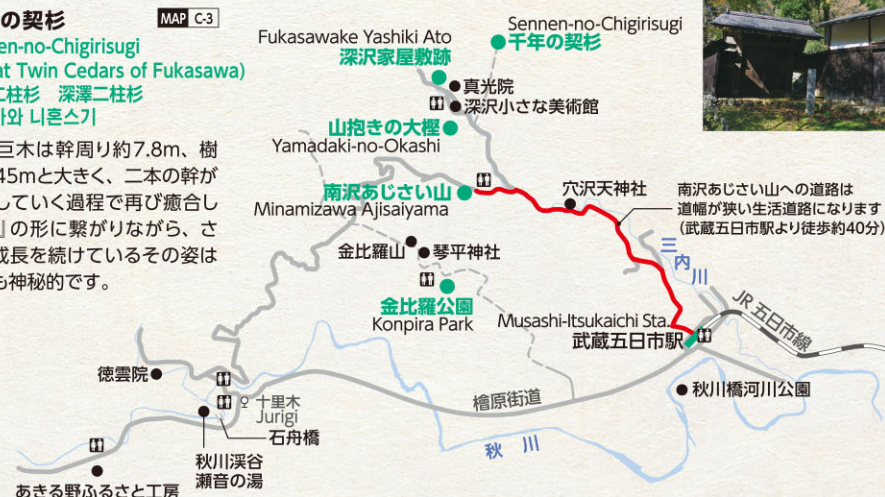 の契杉
MAP C-3
en-no-Chigirisugi
at Twin Cedars of Fukasawa)
二柱杉 深澤二柱杉
와 니혼스기
巨木は幹周り約7.8m、樹
45mと大きく、二本の幹が
していく過程で再び癒合し
』の形に繋がりながら、さ
成長を続けているその姿は
も神秘的です。
Sennen-no-Chigirisugi
千年の契杉
Fukasawake Yashiki Ato
深沢家屋敷跡
真光院
深沢小さな美術館
山抱きの大樫
Yamadaki-no-Okashi
南沢あじさい山
Minamizawa Ajisaiyama
穴沢天神社
南沢あじさい山への道路は
道幅が狭い生活道路になります
(武蔵五日市駅より徒歩約40分)
金比羅山
琴平神社
三内川
金比羅公園
Konpira Park
Musashi-Itsukaichi Sta.
武蔵五日市駅
JR 五日市線
徳雲院
十里木
Jurigi
檜原街道
秋川橋河川公園
石舟橋
秋川
秋川渓谷
瀬音の湯
あきる野ふるさと工房